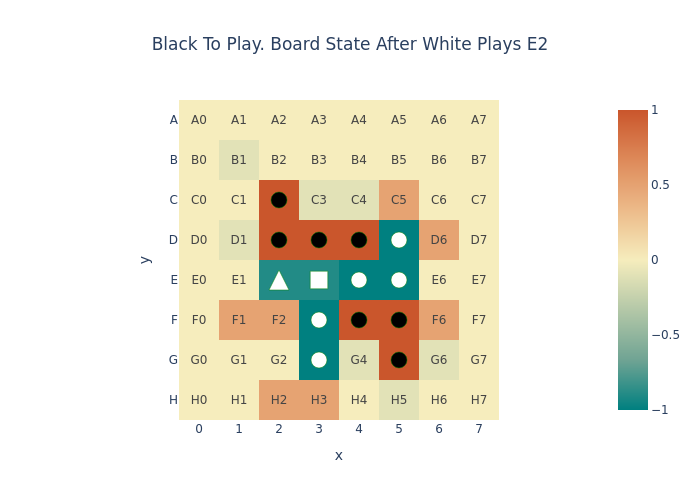 Black To Play. Board State After White Plays E2
A A0 A1 A2 A3 A4 A5 A6 A7
B B0 B1 B2 B3 B4 B5 B6 B7
C C0 C1 C3 C4 C5 C6 C7
D D0 D1 D6 D7
E E0 E1 E6 E7
F F0 F1 F2 F6 F7
G G0 G1 G2 G4 G6 G7
H H0 H1 H2 H3 H4 H5 H6 H7
0 1 2 3 4 5 6 7
x
y
1
0.5
0
−0.5
−1